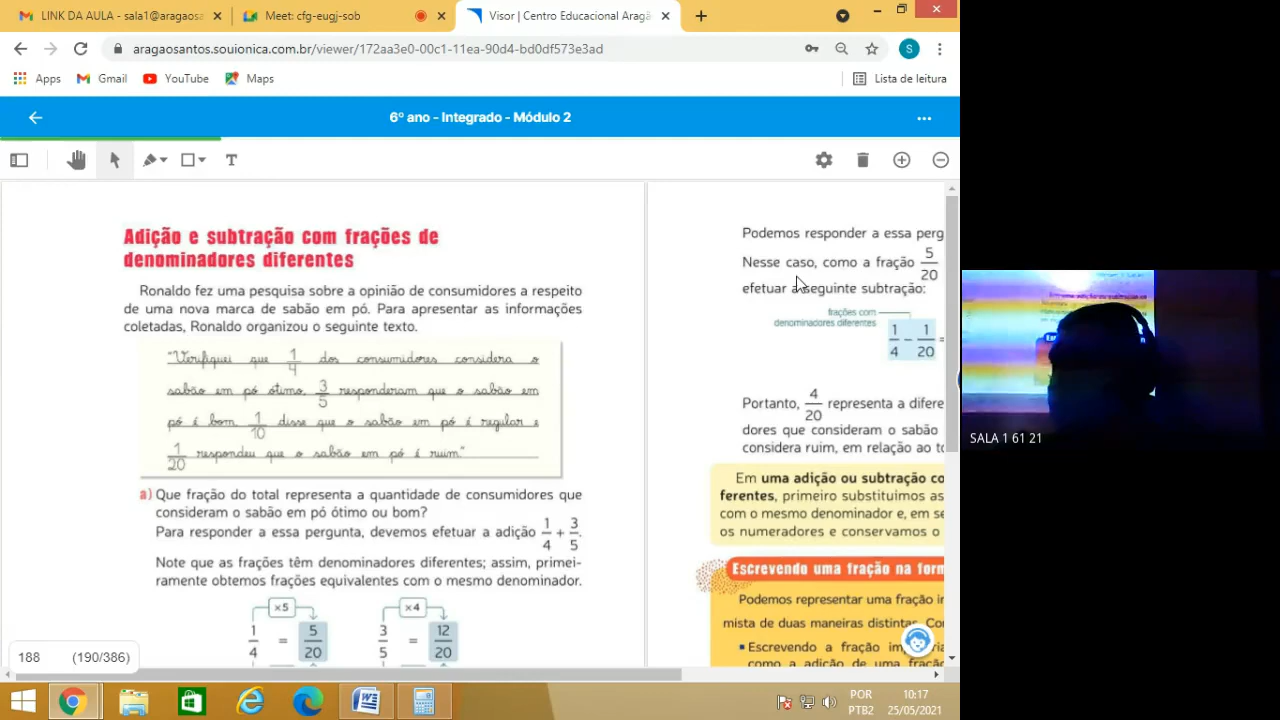 LINK DA AULA - sala1@aragaosa
Meet: cfg-eugj-sob
Visor | Centro Educacional Aragã
aragaosantos.souionica.com.br/viewer/172aa3e0-00c1-11ea-90d4-bd0df573e3ad
S
Apps
Gmail
YouTube
Maps
Lista de leitura
6º ano - Integrado - Módulo 2
T
Adição e subtração com frações de
denominadores diferentes
Ronaldo fez uma pesquisa sobre a opinião de consumidores a respeito
de uma nova marca de sabão em pó. Para apresentar as informações
coletadas, Ronaldo organizou o seguinte texto.
"Verifiquei que 1/4 dos consumidores considera o
sabão em pó ótimo, 3/5 responderam que o sabão em
pó é bom, 1/10 disse que o sabão em pó é regular e
1/20 respondeu que o sabão em pó é ruim."
a) Que fração do total representa a quantidade de consumidores que
consideram o sabão em pó ótimo ou bom?
Para responder a essa pergunta, devemos efetuar a adição 1/4 + 3/5.
Note que as frações têm denominadores diferentes; assim, primei-
ramente obtemos frações equivalentes com o mesmo denominador.
×5
×4
1/4 = 5/20
3/5 = 12/20
188 (190/386)
Podemos responder a essa perg
Nesse caso, como a fração 5/20
efetuar a seguinte subtração:
frações com
denominadores diferentes
1/4 − 1/20 =
Portanto, 4/20 representa a difere
dores que consideram o sabão
considera ruim, em relação ao to
Em uma adição ou subtração co
ferentes, primeiro substituímos as
com o mesmo denominador e, em se
os numeradores e conservamos o
Escrevendo uma fração na form
Podemos representar uma fração im
mista de duas maneiras distintas. Co
Escrevendo a fração imprópria
como a adição de uma fração
SALA 1 61 21
POR
PTB2
10:17
25/05/2021